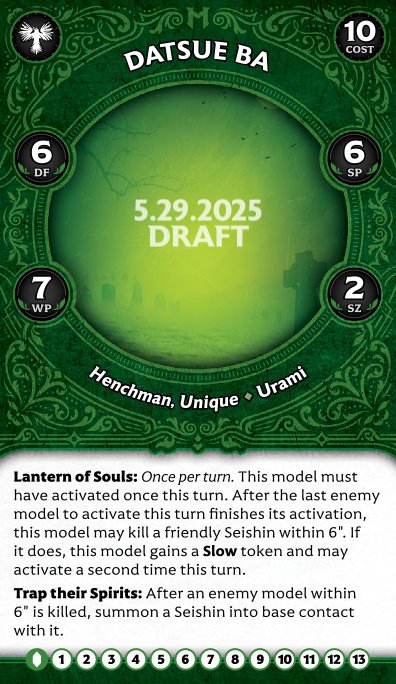 10
COST
DATSUE BA
6
DF
6
SP
5.29.2025
DRAFT
7
WP
2
SZ
Henchman, Unique ⬥ Urami
Lantern of Souls: Once per turn. This model must
have activated once this turn. After the last enemy
model to activate this turn finishes its activation,
this model may kill a friendly Seishin within 6". If
it does, this model gains a Slow token and may
activate a second time this turn.
Trap their Spirits: After an enemy model within
6" is killed, summon a Seishin into base contact
with it.
1 2 3 4 5 6 7 8 9 10 11 12 13